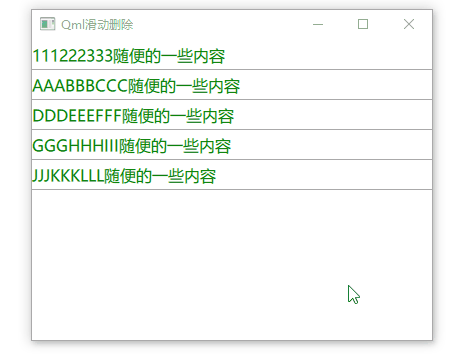 Qml滑动删除
111222333随便的一些内容
AAABBBCCC随便的一些内容
DDDEEEFFF随便的一些内容
GGGHHHIII随便的一些内容
JJJKKKLLL随便的一些内容